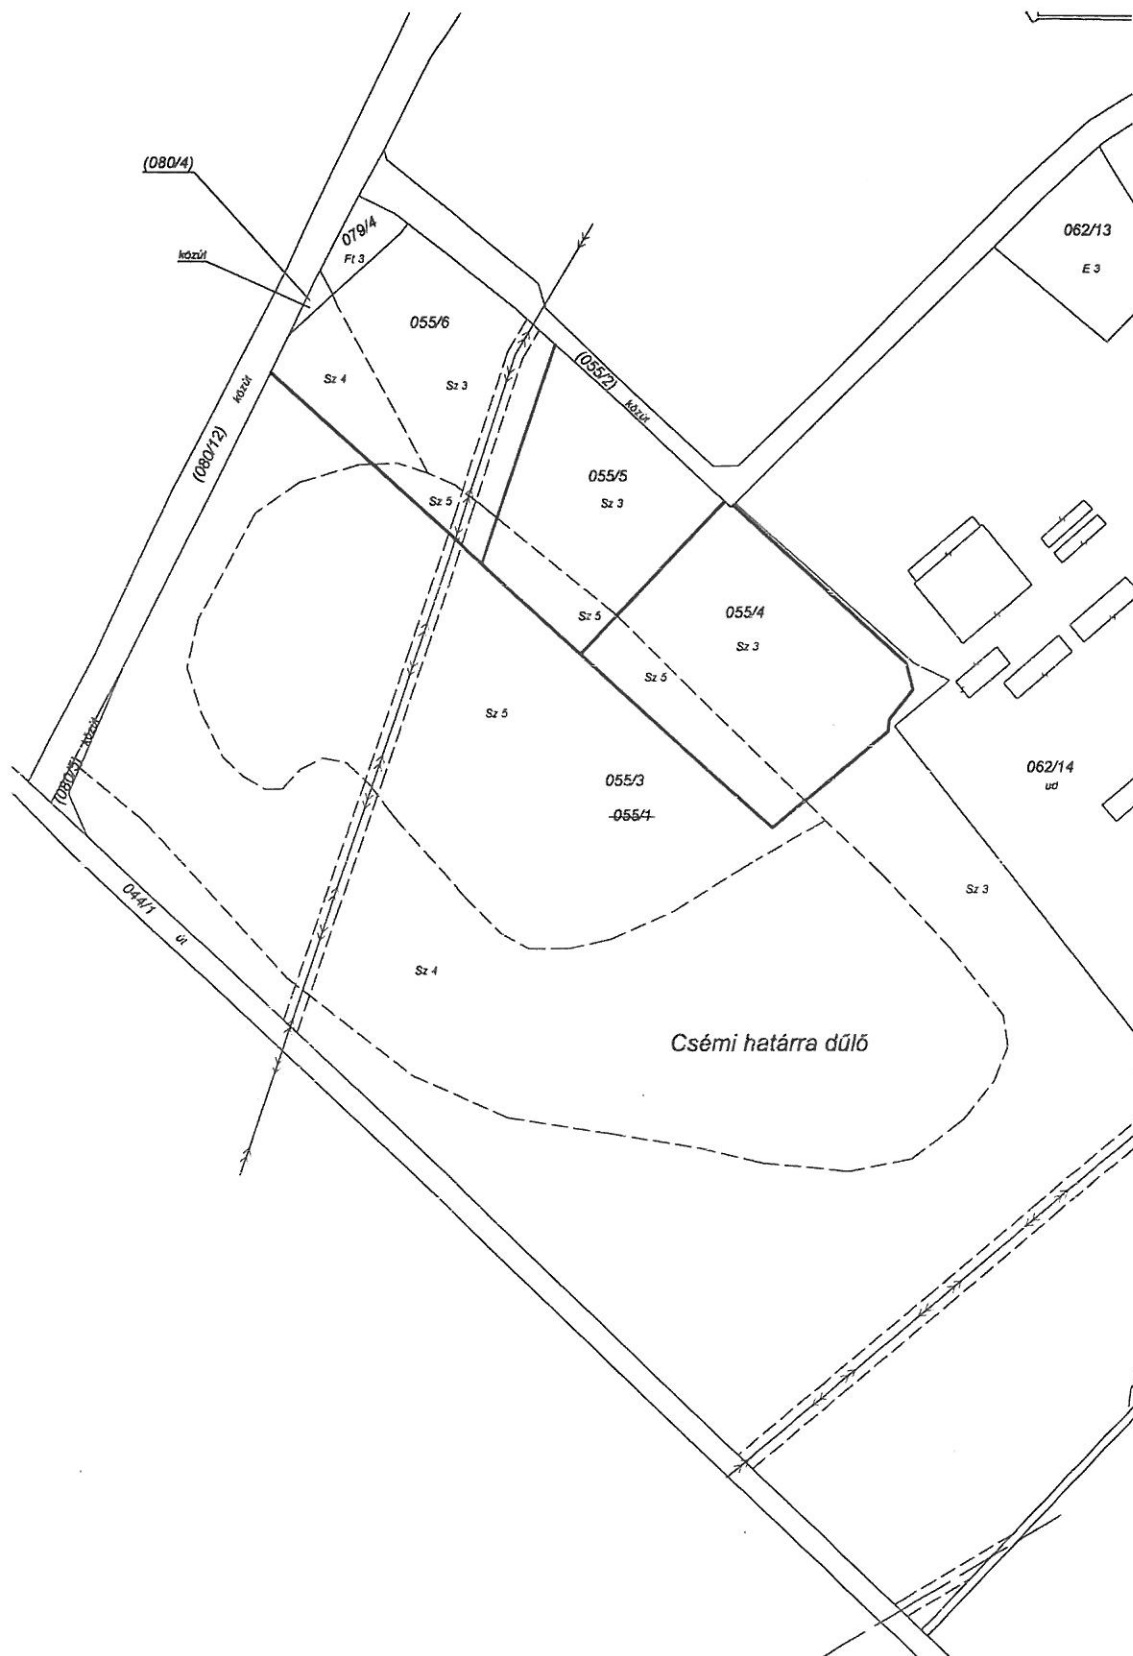 (080/4)
közút
079/4
Ft 3
062/13
E 3
055/6
Sz 4
Sz 3
(055/2)
közút
(080/12)
közút
055/5
Sz 3
Sz 5
Sz 5
055/4
Sz 3
Sz 5
Sz 5
(080/5)
közút
055/3
055/1
062/14
ud
044/1
út
Sz 3
Sz 4
Csémi határra dűlő